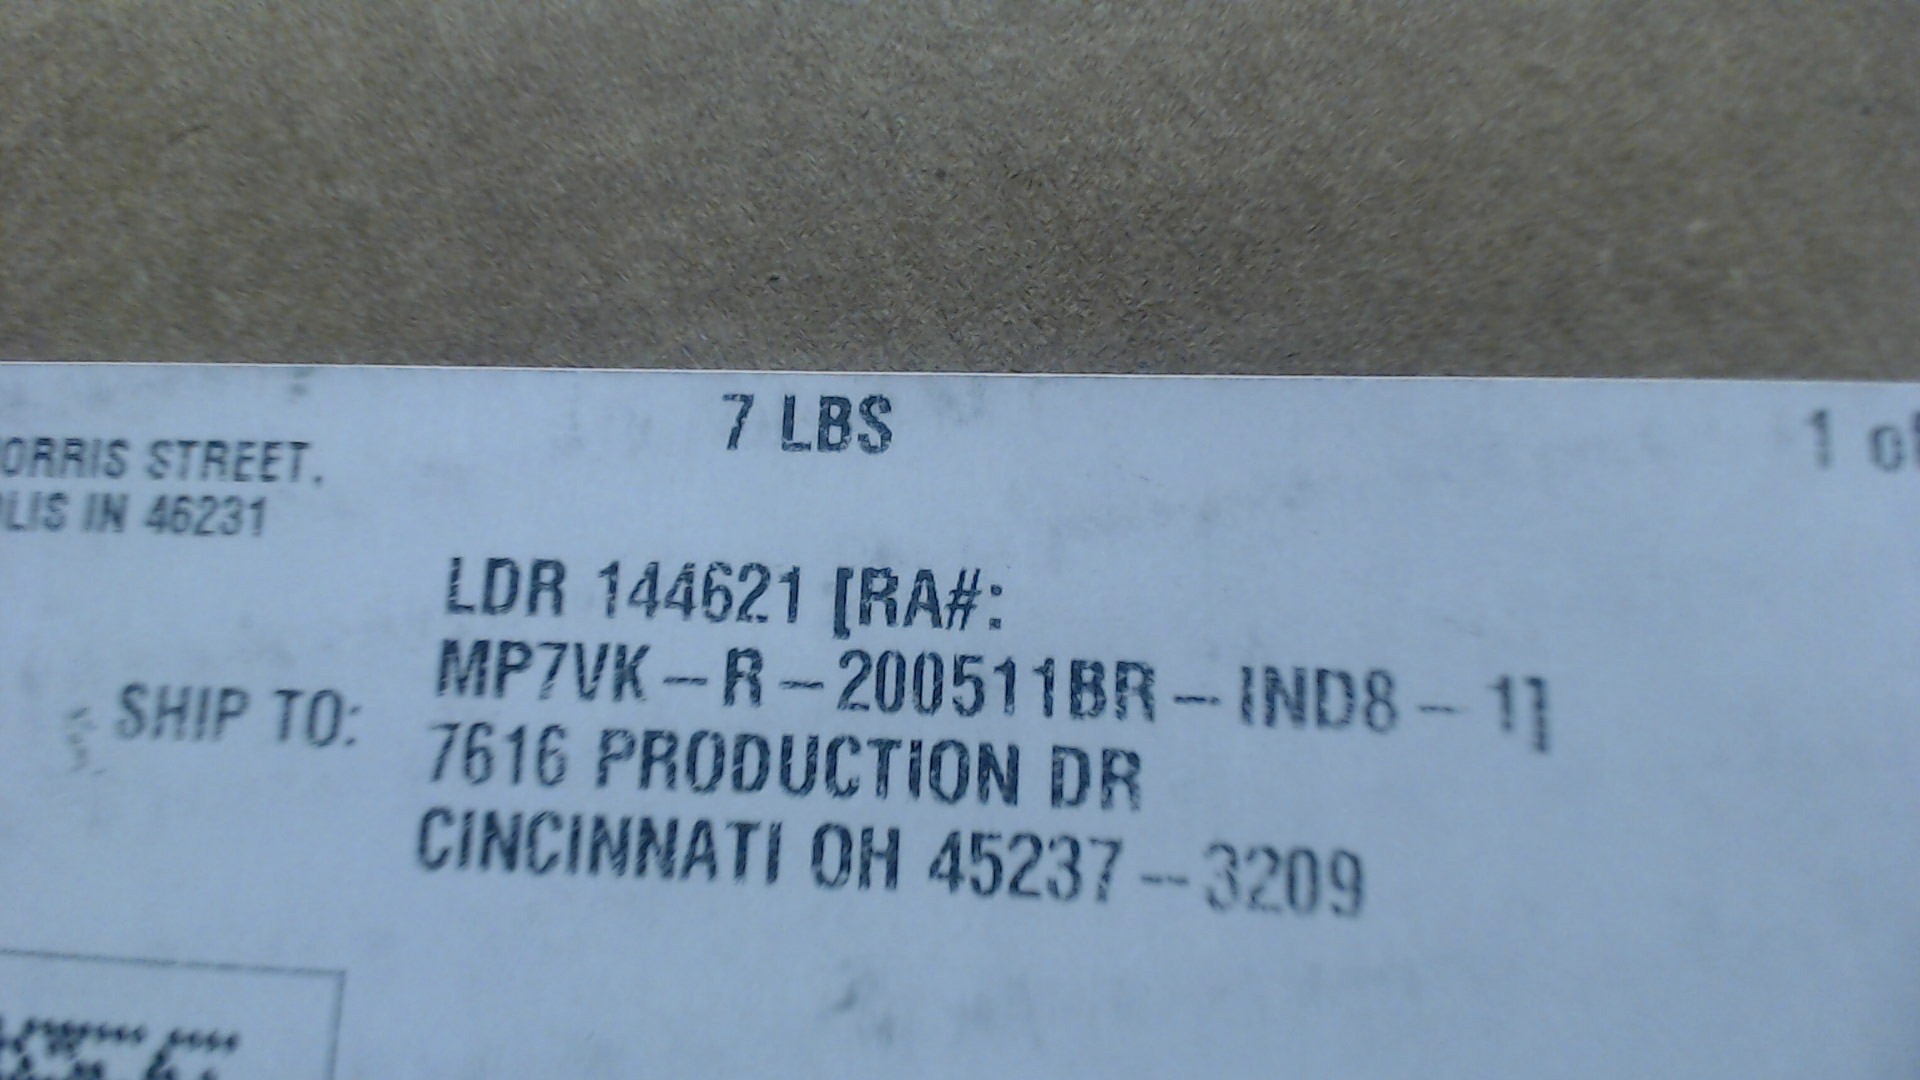 7 LBS
1 of
ORRIS STREET.
LIS IN 46231
LDR 144621 [RA#:
MP7VK-R-200511BR-IND8-1]
SHIP TO:
7616 PRODUCTION DR
CINCINNATI OH 45237-3209